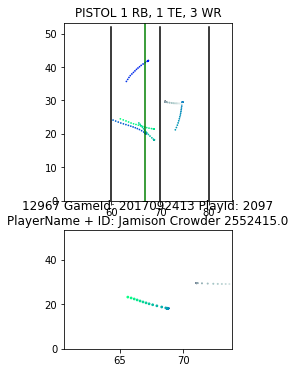 PISTOL 1 RB, 1 TE, 3 WR
50
40
30
20
10
0
60 70 80
12967 GameId: 2017092413 PlayId: 2097
PlayerName + ID: Jamison Crowder 2552415.0
40
20
0
65 70